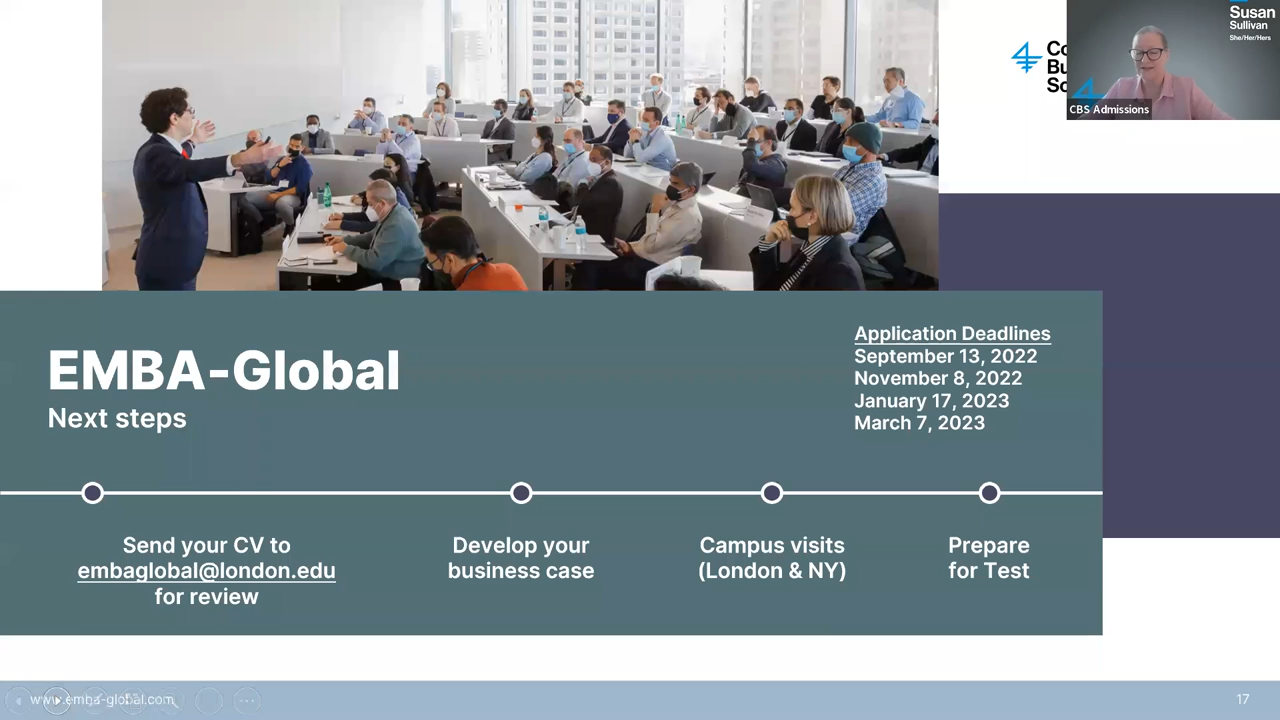 Susan
Sullivan
She/Her/Hers
CBS Admissions
EMBA-Global
Next steps
Application Deadlines
September 13, 2022
November 8, 2022
January 17, 2023
March 7, 2023
Send your CV to
embaglobal@london.edu
for review
Develop your
business case
Campus visits
(London & NY)
Prepare
for Test
www.emba-global.com
17